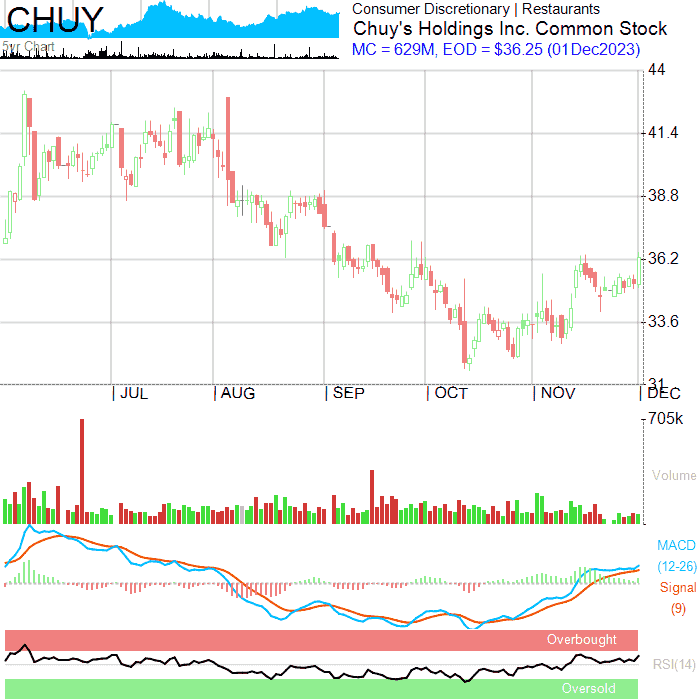 CHUY
5yr Chart
Consumer Discretionary | Restaurants
Chuy's Holdings Inc. Common Stock
MC = 629M, EOD = $36.25 (01Dec2023)
44
41.4
38.8
36.2
33.6
31
| JUL | AUG | SEP | OCT | NOV | DEC
705k
Volume
MACD
(12-26)
Signal
(9)
Overbought
RSI(14)
Oversold